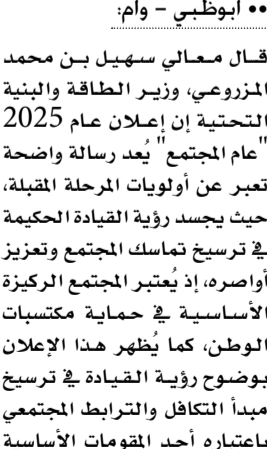 •• أبوظبي - وام:
قال معالي سهيل بن محمد
المزروعي، وزير الطاقة والبنية
التحتية إن إعلان عام 2025
"عام المجتمع" يُعد رسالة واضحة
تعبر عن أولويات المرحلة المقبلة،
حيث يجسد رؤية القيادة الحكيمة
في ترسيخ تماسك المجتمع وتعزيز
أواصره، إذ يُعتبر المجتمع الركيزة
الأساسية في حماية مكتسبات
الوطن، كما يُظهر هذا الإعلان
بوضوح رؤية القيادة في ترسيخ
مبدأ التكافل والترابط المجتمعي
باعتباره أحد المقومات الأساسية